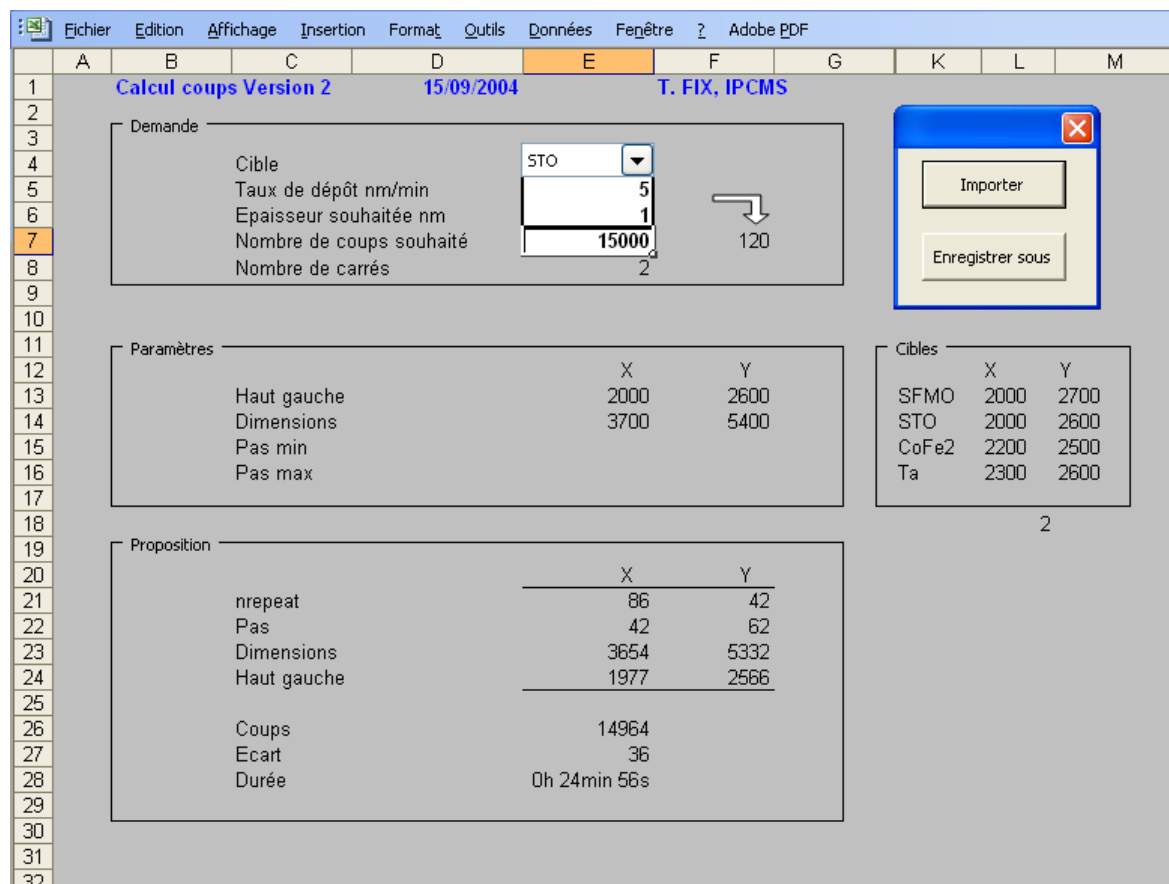 Fichier Edition Affichage Insertion Format Outils Données Fenêtre ? Adobe PDF
A B C D E F G K L M
1 Calcul coups Version 2 15/09/2004 T. FIX, IPCMS
2 Demande
3
4 Cible STO
5 Taux de dépôt nm/min 5 Importer
6 Epaisseur souhaitée nm 1
7 Nombre de coups souhaité 15000 120
8 Nombre de carrés 2 Enregistrer sous
9
10
11 Paramètres Cibles
12 X Y X Y
13 Haut gauche 2000 2600 SFMO 2000 2700
14 Dimensions 3700 5400 STO 2000 2600
15 Pas min CoFe2 2200 2500
16 Pas max Ta 2300 2600
17
18 2
19 Proposition
20 X Y
21 nrepeat 86 42
22 Pas 42 62
23 Dimensions 3654 5332
24 Haut gauche 1977 2566
25
26 Coups 14964
27 Ecart 36
28 Durée 0h 24min 56s
29
30
31
32